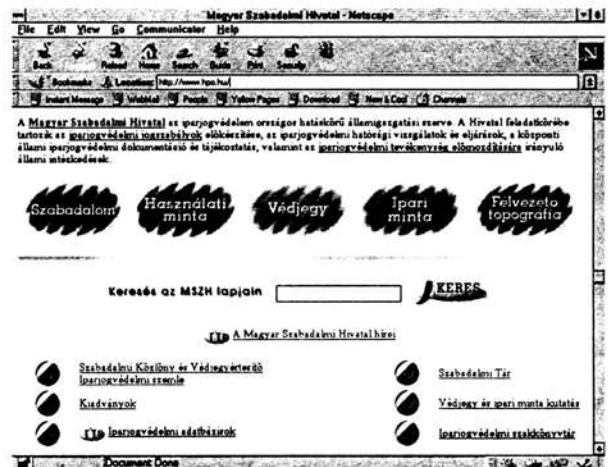 Magyar Szabadalmi Hivatal - Netscape
File Edit View Go Communicator Help
Back Reload Home Search Guide Print Security
Bookmarks Location: http://www.hpo.hu/
Instant Message WebMail People Yellow Pages Download New & Cool Channels
A Magyar Szabadalmi Hivatal az iparjogvédelem országos hatáskörű államigazgatási szerve. A Hivatal feladatkörébe
tartozik az iparjogvédelmi jogszabályok előkészítése, az iparjogvédelmi hatósági vizsgálatok és eljárások, a központi
állami iparjogvédelmi dokumentáció és tájékoztatás, valamint az iparjogvédelmi tevékenység előmozdítására irányuló
állami intézkedések.
Szabadalom Használati minta Védjegy Ipari minta Félvezeto topográfia
Keresés az MSZH lapjain KERES
A Magyar Szabadalmi Hivatal hírei
Szabadalmi Közlöny és Védjegyértesítő
Iparjogvédelmi szemle
Szabadalmi Tár
Kiadványok
Védjegy és ipari minta kutatás
Iparjogvédelmi adatbázisok
Iparjogvédelmi szakkönyvtár
Document Done